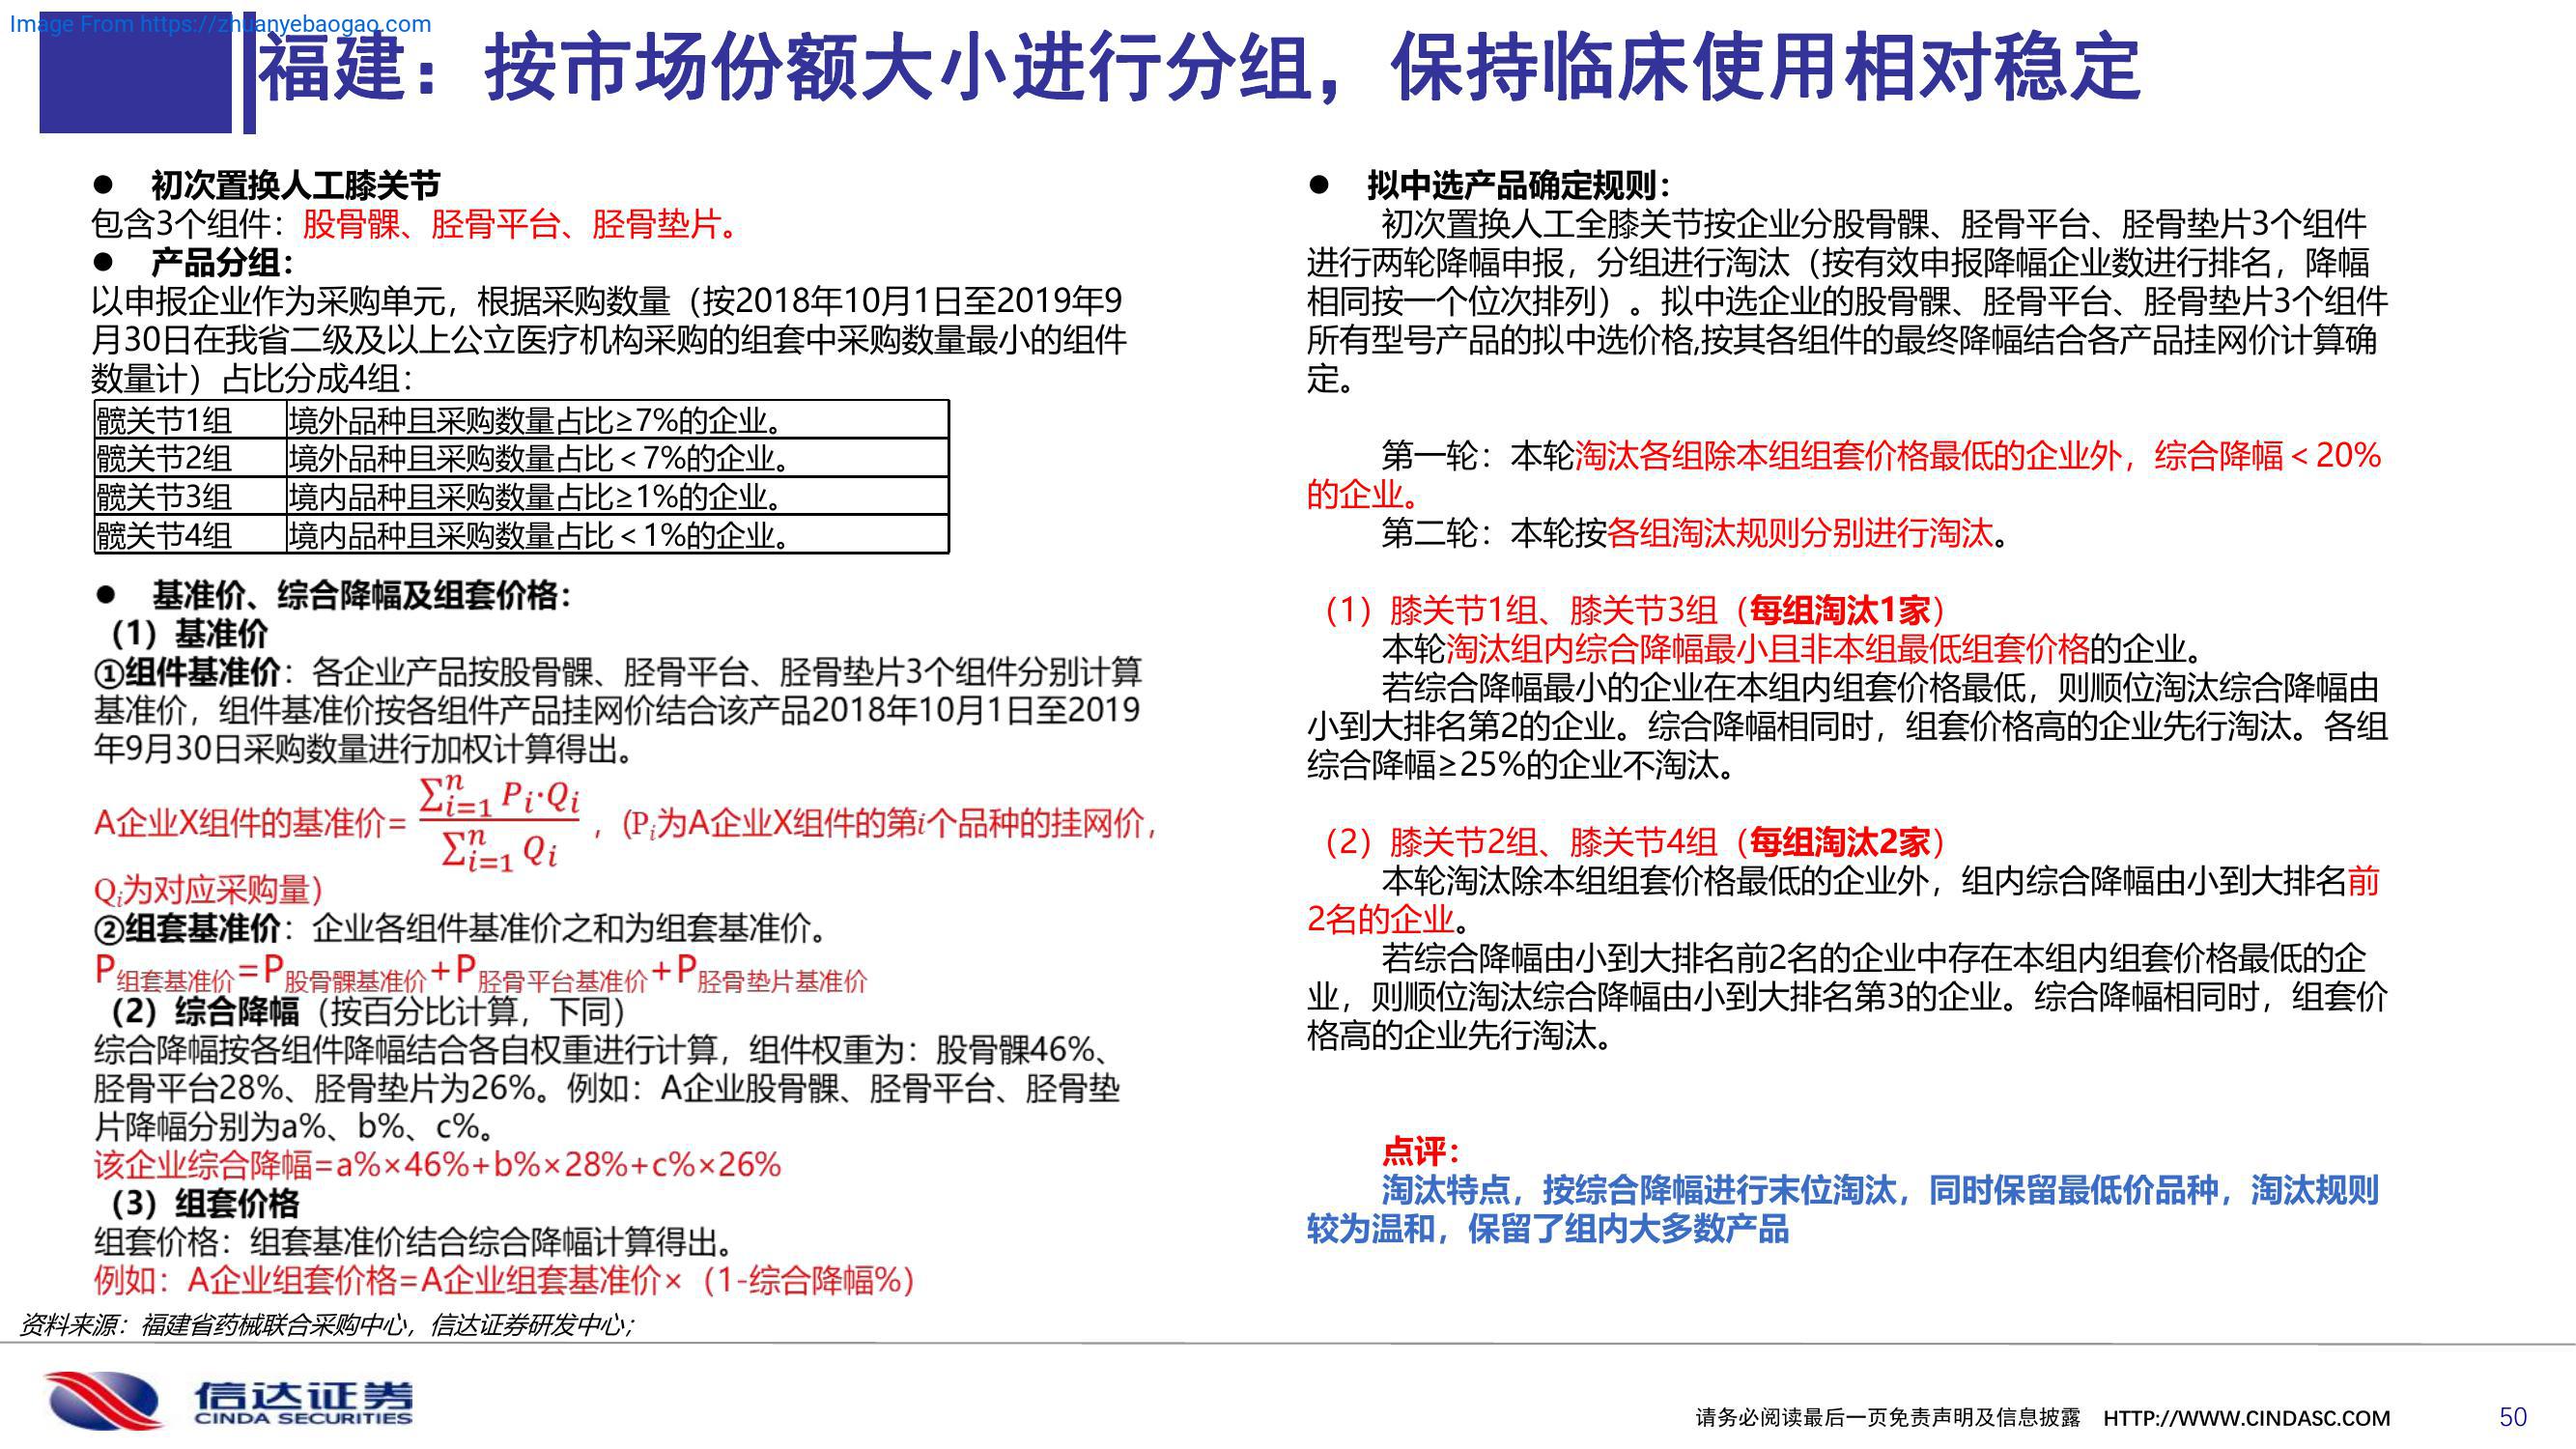 Image From https://zhuanyebaogao.com
福建：按市场份额大小进行分组，保持临床使用相对稳定
● 初次置换人工膝关节
包含3个组件：股骨髁、胫骨平台、胫骨垫片。
● 产品分组：
以申报企业作为采购单元，根据采购数量（按2018年10月1日至2019年9
月30日在我省二级及以上公立医疗机构采购的组套中采购数量最小的组件
数量计）占比分成4组：
髋关节1组 境外品种且采购数量占比≥7%的企业。
髋关节2组 境外品种且采购数量占比＜7%的企业。
髋关节3组 境内品种且采购数量占比≥1%的企业。
髋关节4组 境内品种且采购数量占比＜1%的企业。
● 基准价、综合降幅及组套价格：
（1）基准价
①组件基准价：各企业产品按股骨髁、胫骨平台、胫骨垫片3个组件分别计算
基准价，组件基准价按各组件产品挂网价结合该产品2018年10月1日至2019
年9月30日采购数量进行加权计算得出。
A企业X组件的基准价= ∑ⁿᵢ₌₁ Pᵢ·Qᵢ / ∑ⁿᵢ₌₁ Qᵢ ，(Pᵢ为A企业X组件的第i个品种的挂网价，
Qᵢ为对应采购量）
②组套基准价：企业各组件基准价之和为组套基准价。
P组套基准价=P股骨髁基准价+P胫骨平台基准价+P胫骨垫片基准价
（2）综合降幅（按百分比计算，下同）
综合降幅按各组件降幅结合各自权重进行计算，组件权重为：股骨髁46%、
胫骨平台28%、胫骨垫片为26%。例如：A企业股骨髁、胫骨平台、胫骨垫
片降幅分别为a%、b%、c%。
该企业综合降幅=a%×46%+b%×28%+c%×26%
（3）组套价格
组套价格：组套基准价结合综合降幅计算得出。
例如：A企业组套价格=A企业组套基准价×（1-综合降幅%）
● 拟中选产品确定规则：
初次置换人工全膝关节按企业分股骨髁、胫骨平台、胫骨垫片3个组件
进行两轮降幅申报，分组进行淘汰（按有效申报降幅企业数进行排名，降幅
相同按一个位次排列）。拟中选企业的股骨髁、胫骨平台、胫骨垫片3个组件
所有型号产品的拟中选价格,按其各组件的最终降幅结合各产品挂网价计算确
定。
第一轮：本轮淘汰各组除本组组套价格最低的企业外，综合降幅＜20%
的企业。
第二轮：本轮按各组淘汰规则分别进行淘汰。
（1）膝关节1组、膝关节3组（每组淘汰1家）
本轮淘汰组内综合降幅最小且非本组最低组套价格的企业。
若综合降幅最小的企业在本组内组套价格最低，则顺位淘汰综合降幅由
小到大排名第2的企业。综合降幅相同时，组套价格高的企业先行淘汰。各组
综合降幅≥25%的企业不淘汰。
（2）膝关节2组、膝关节4组（每组淘汰2家）
本轮淘汰除本组组套价格最低的企业外，组内综合降幅由小到大排名前
2名的企业。
若综合降幅由小到大排名前2名的企业中存在本组内组套价格最低的企
业，则顺位淘汰综合降幅由小到大排名第3的企业。综合降幅相同时，组套价
格高的企业先行淘汰。
点评：
淘汰特点，按综合降幅进行末位淘汰，同时保留最低价品种，淘汰规则
较为温和，保留了组内大多数产品
资料来源：福建省药械联合采购中心，信达证券研发中心；
信达证券
CINDA SECURITIES
请务必阅读最后一页免责声明及信息披露 HTTP://WWW.CINDASC.COM 50